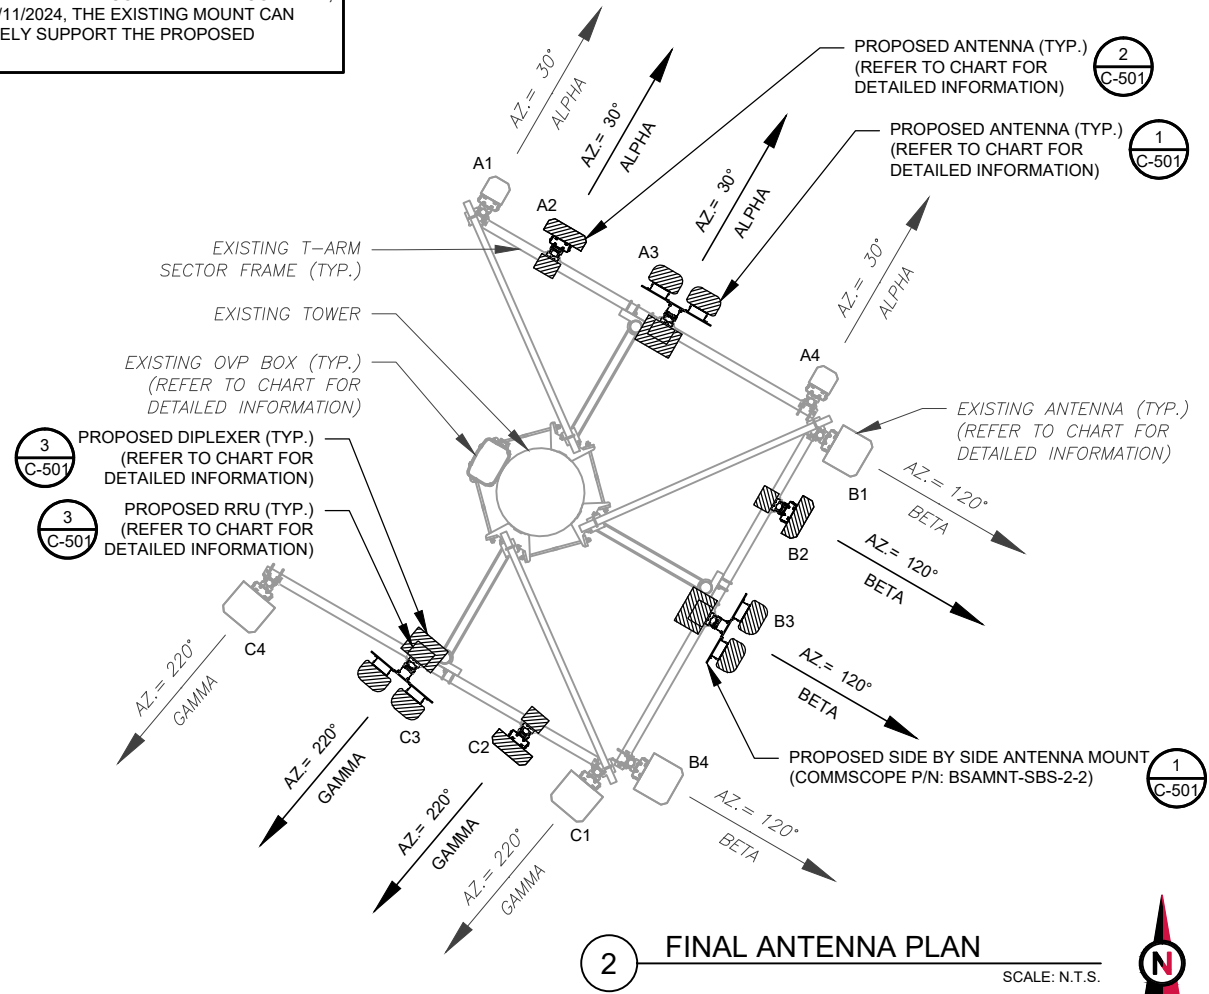 /11/2024, THE EXISTING MOUNT CAN
ELY SUPPORT THE PROPOSED
AZ.= 30°
ALPHA
AZ.= 30°
ALPHA
AZ.= 30°
ALPHA
AZ.= 30°
ALPHA
PROPOSED ANTENNA (TYP.)
(REFER TO CHART FOR
DETAILED INFORMATION)
2
C-501
PROPOSED ANTENNA (TYP.)
(REFER TO CHART FOR
DETAILED INFORMATION)
1
C-501
A1
A2
A3
A4
EXISTING T-ARM
SECTOR FRAME (TYP.)
EXISTING TOWER
EXISTING OVP BOX (TYP.)
(REFER TO CHART FOR
DETAILED INFORMATION)
3
C-501
PROPOSED DIPLEXER (TYP.)
(REFER TO CHART FOR
DETAILED INFORMATION)
3
C-501
PROPOSED RRU (TYP.)
(REFER TO CHART FOR
DETAILED INFORMATION)
EXISTING ANTENNA (TYP.)
(REFER TO CHART FOR
DETAILED INFORMATION)
B1
AZ.= 120°
BETA
B2
AZ.= 120°
BETA
B3
AZ.= 120°
BETA
B4
AZ.= 120°
BETA
PROPOSED SIDE BY SIDE ANTENNA MOUNT
(COMMSCOPE P/N: BSAMNT-SBS-2-2)
1
C-501
C4
AZ.= 220°
GAMMA
C3
AZ.= 220°
GAMMA
C2
AZ.= 220°
GAMMA
C1
AZ.= 220°
GAMMA
2
FINAL ANTENNA PLAN
SCALE: N.T.S.
N